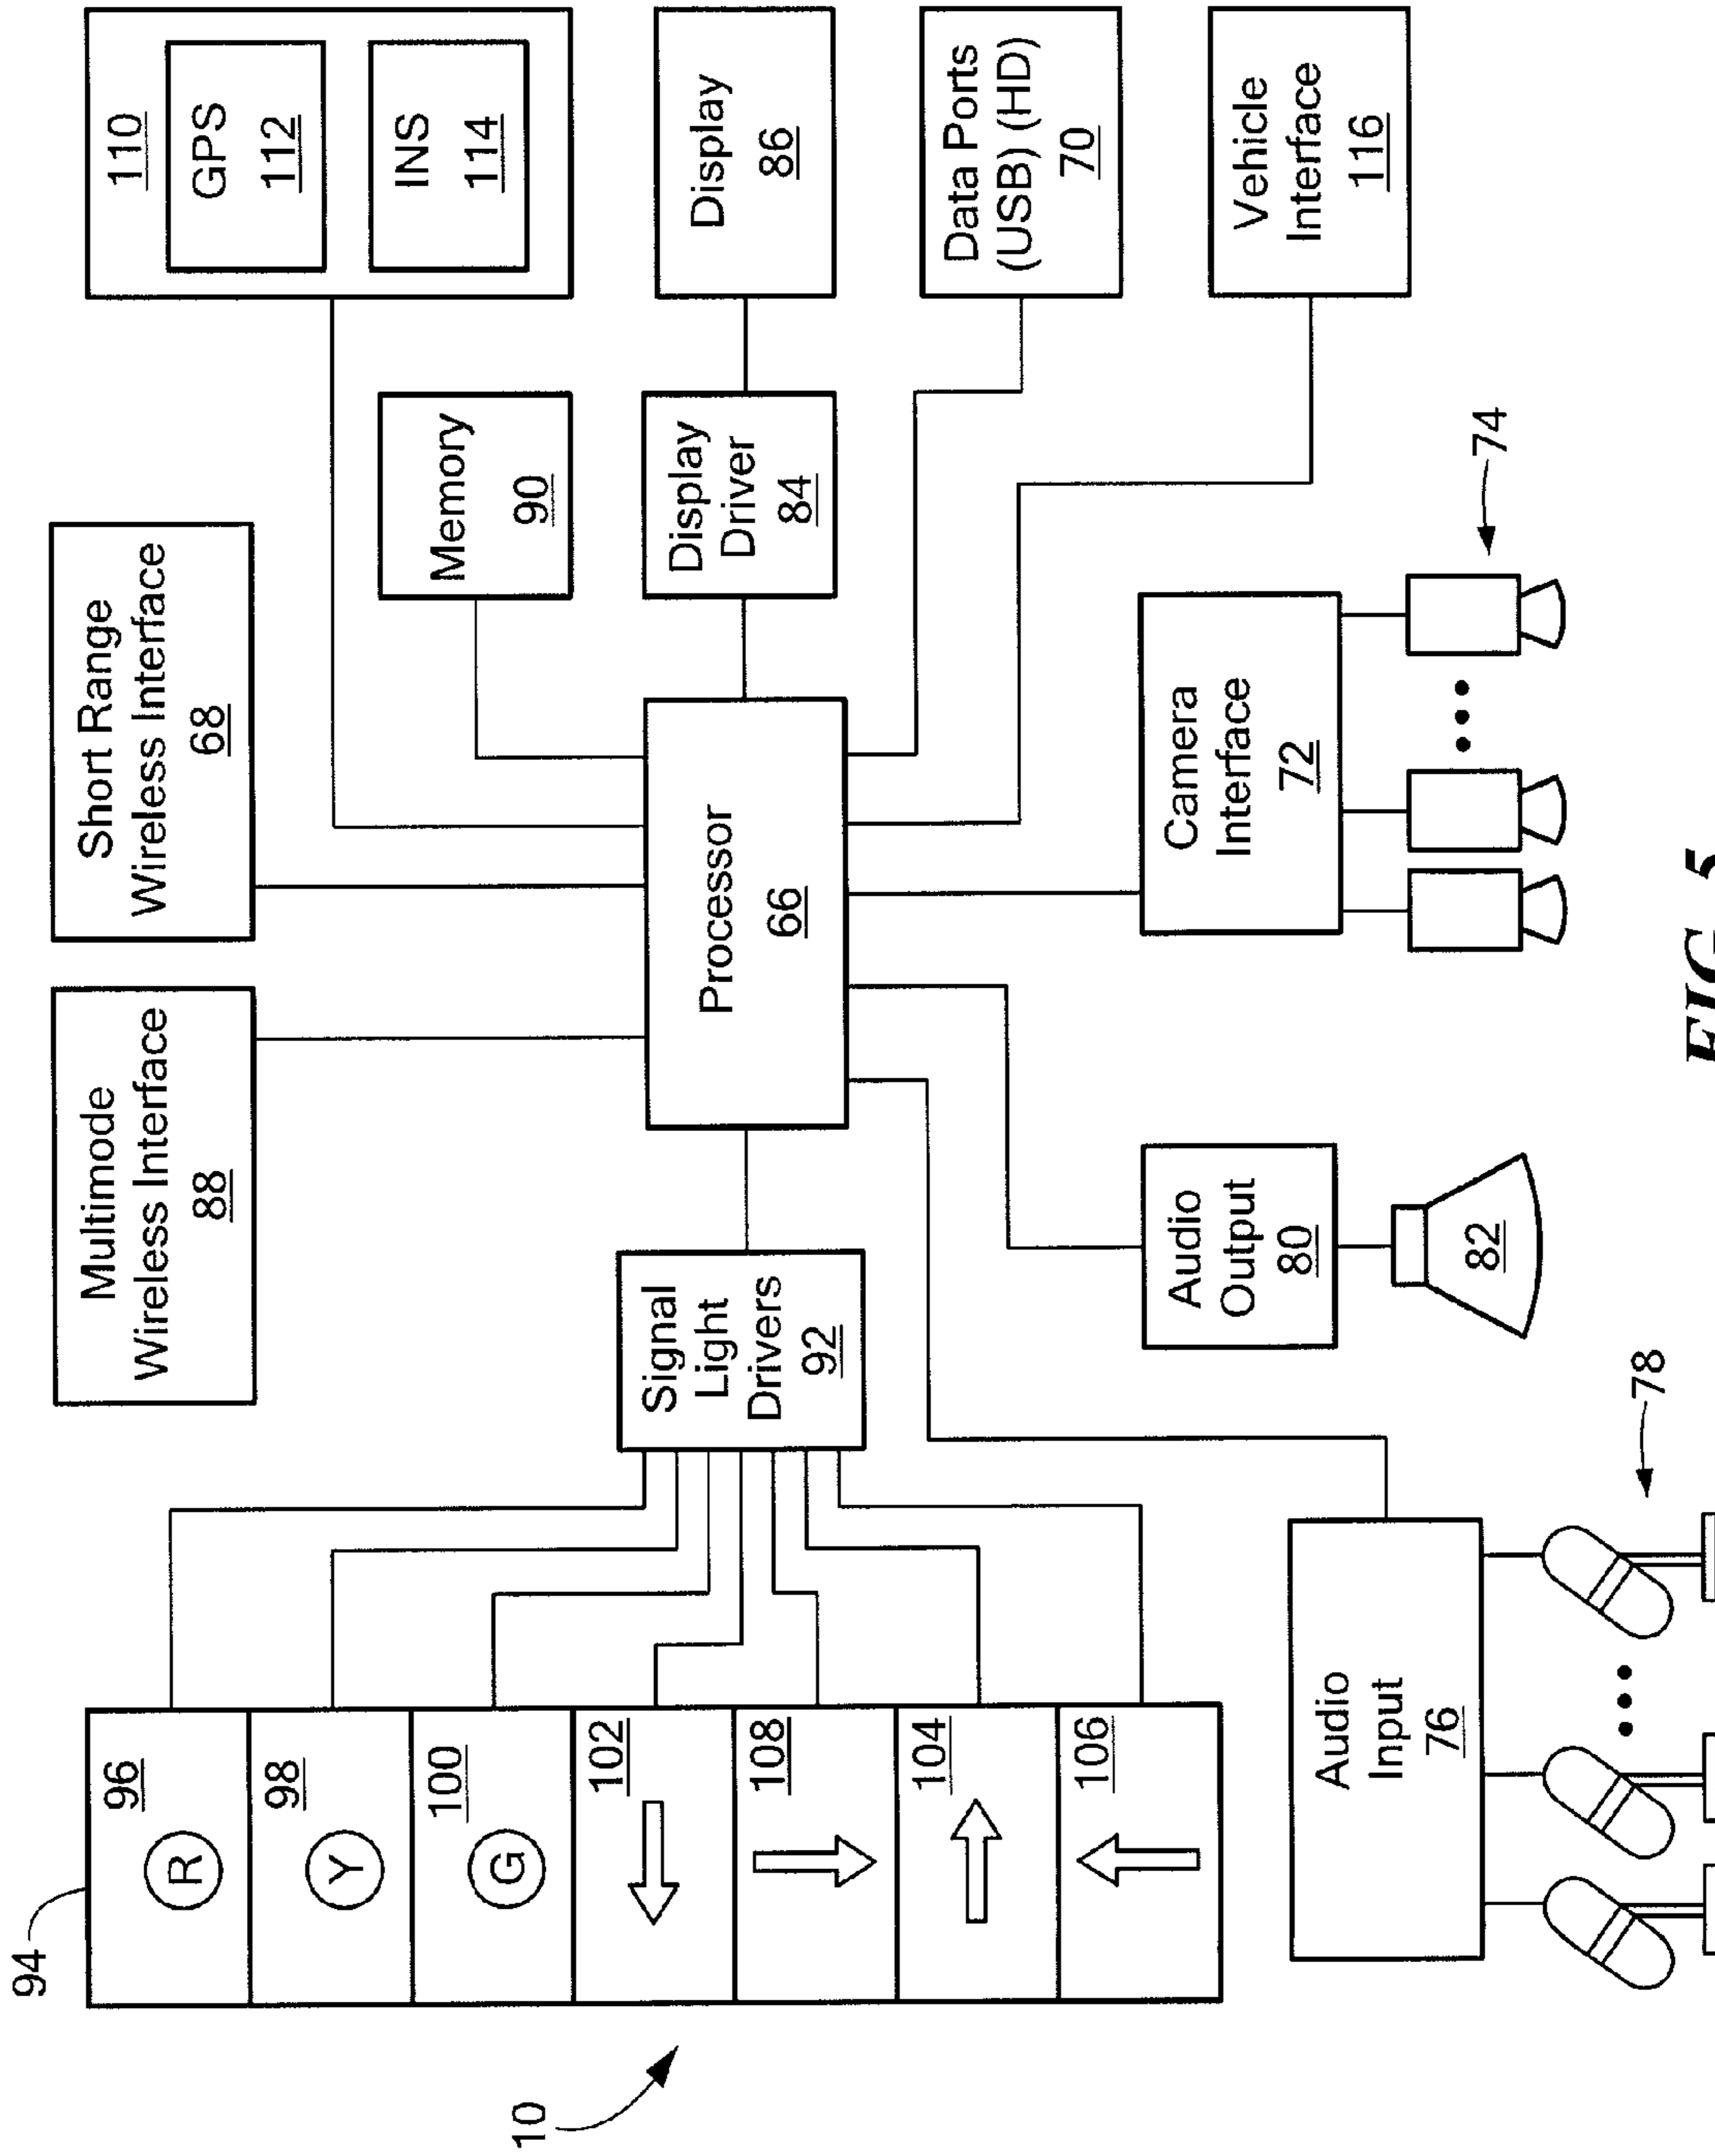 10
94
R
96
Y
98
G
100
102
108
104
106
Multimode
Wireless Interface
88
Short Range
Wireless Interface
68
110
GPS
112
INS
114
Memory
90
Signal
Light
Drivers
92
Processor
66
Display
Driver
84
Display
86
Data Ports
(USB) (HD)
70
Vehicle
Interface
116
Audio
Input
76
78
Audio
Output
80
82
Camera
Interface
72
74
FIG. 5